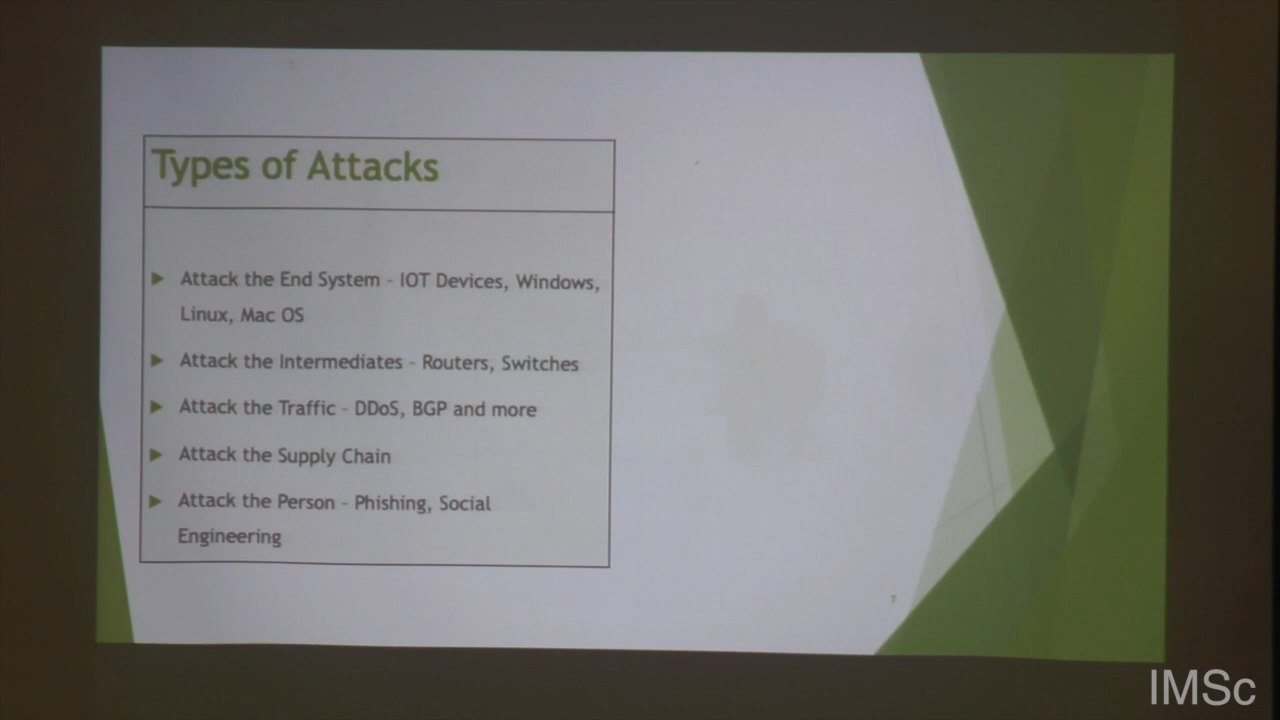 Types of Attacks
Attack the End System - IOT Devices, Windows,
Linux, Mac OS
Attack the Intermediates - Routers, Switches
Attack the Traffic - DDoS, BGP and more
Attack the Supply Chain
Attack the Person - Phishing, Social
Engineering
IMSc